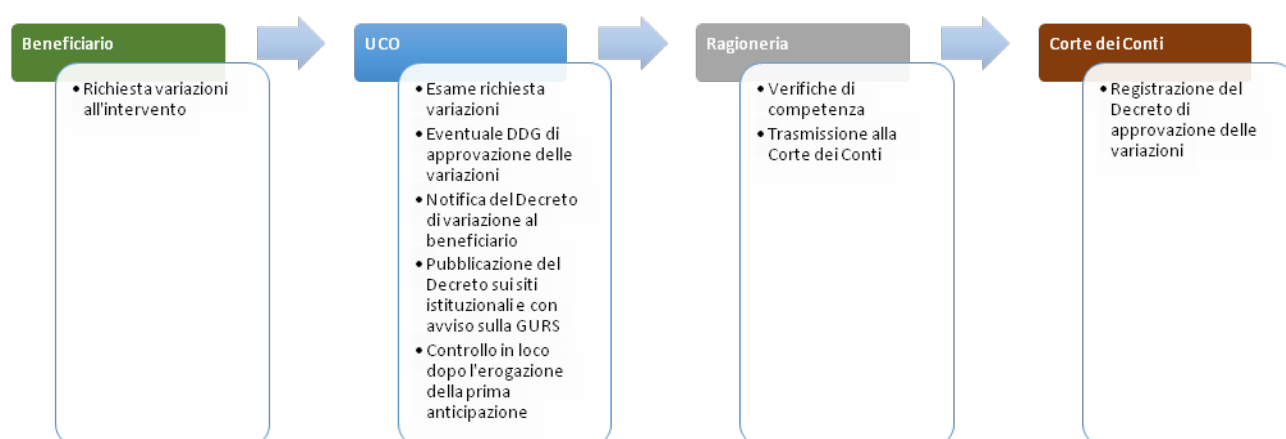 Beneficiario
• Richiesta variazioni
all'intervento
UCO
• Esame richiesta
variazioni
• Eventuale DDG di
approvazione delle
variazioni
• Notifica del Decreto
di variazione al
beneficiario
• Pubblicazione del
Decreto sui siti
istituzionali e con
avviso sulla GURS
• Controllo in loco
dopo l'erogazione
della prima
anticipazione
Ragioneria
• Verifiche di
competenza
• Trasmissione alla
Corte dei Conti
Corte dei Conti
• Registrazione del
Decreto di
approvazione delle
variazioni